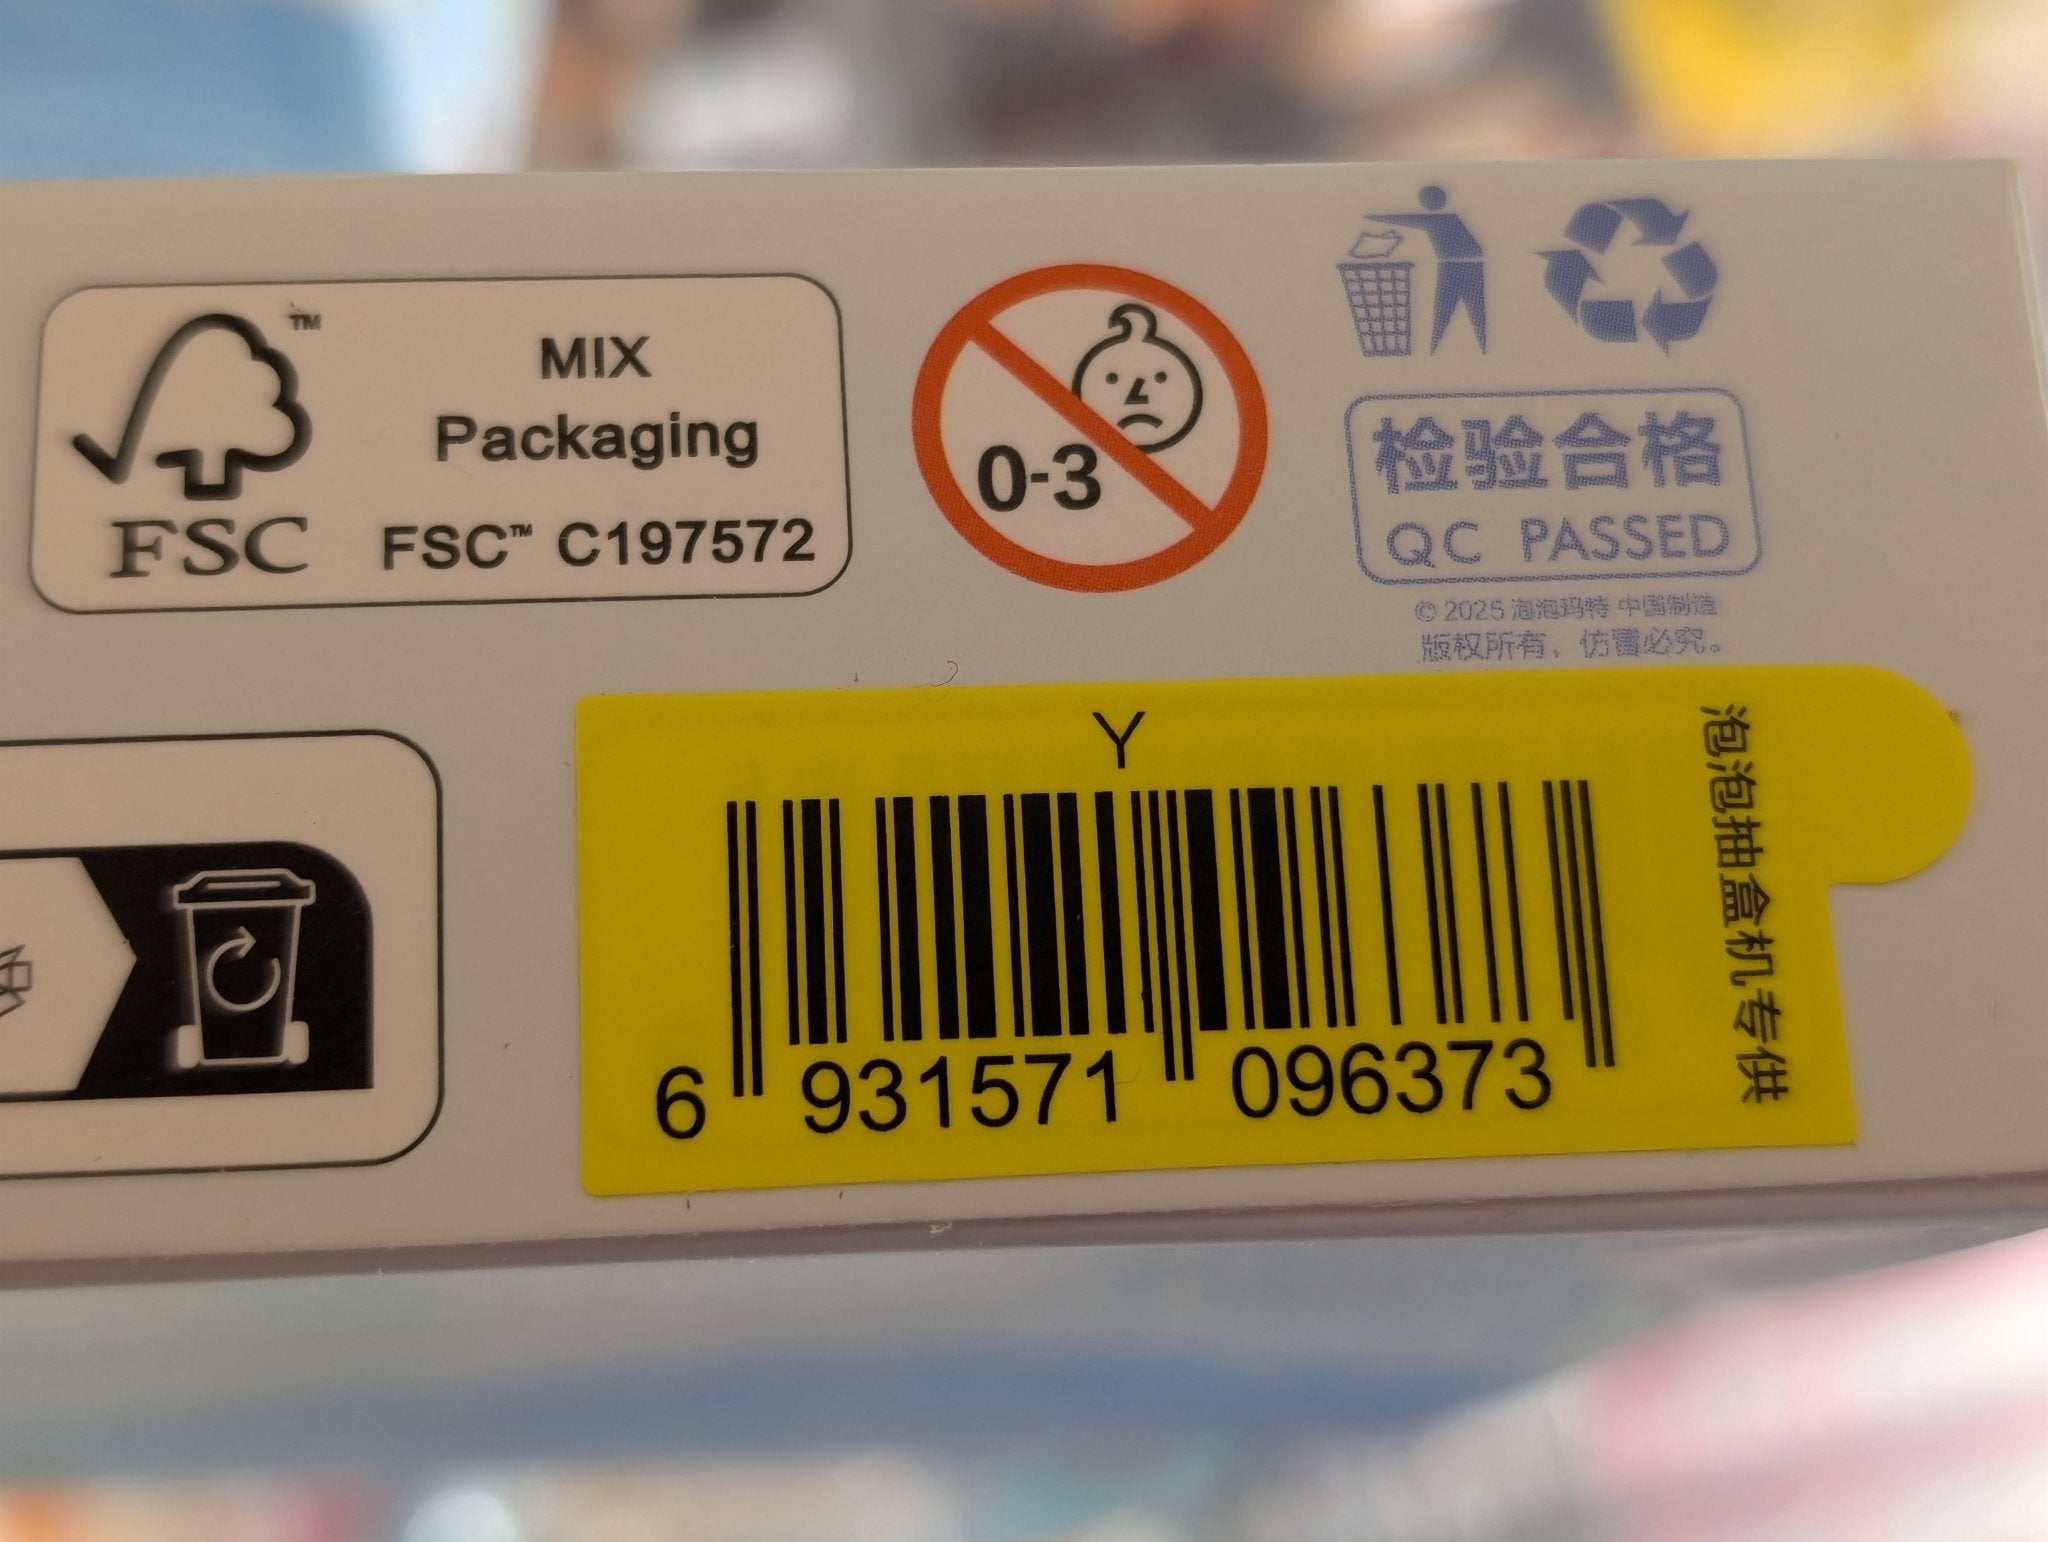 TM
MIX
Packaging
FSC
FSC™ C197572
0-3
检验合格
QC PASSED
© 2025 泡泡玛特 中国制造
版权所有，仿冒必究。
Y
6 931571 096373
泡泡抽盒机专供